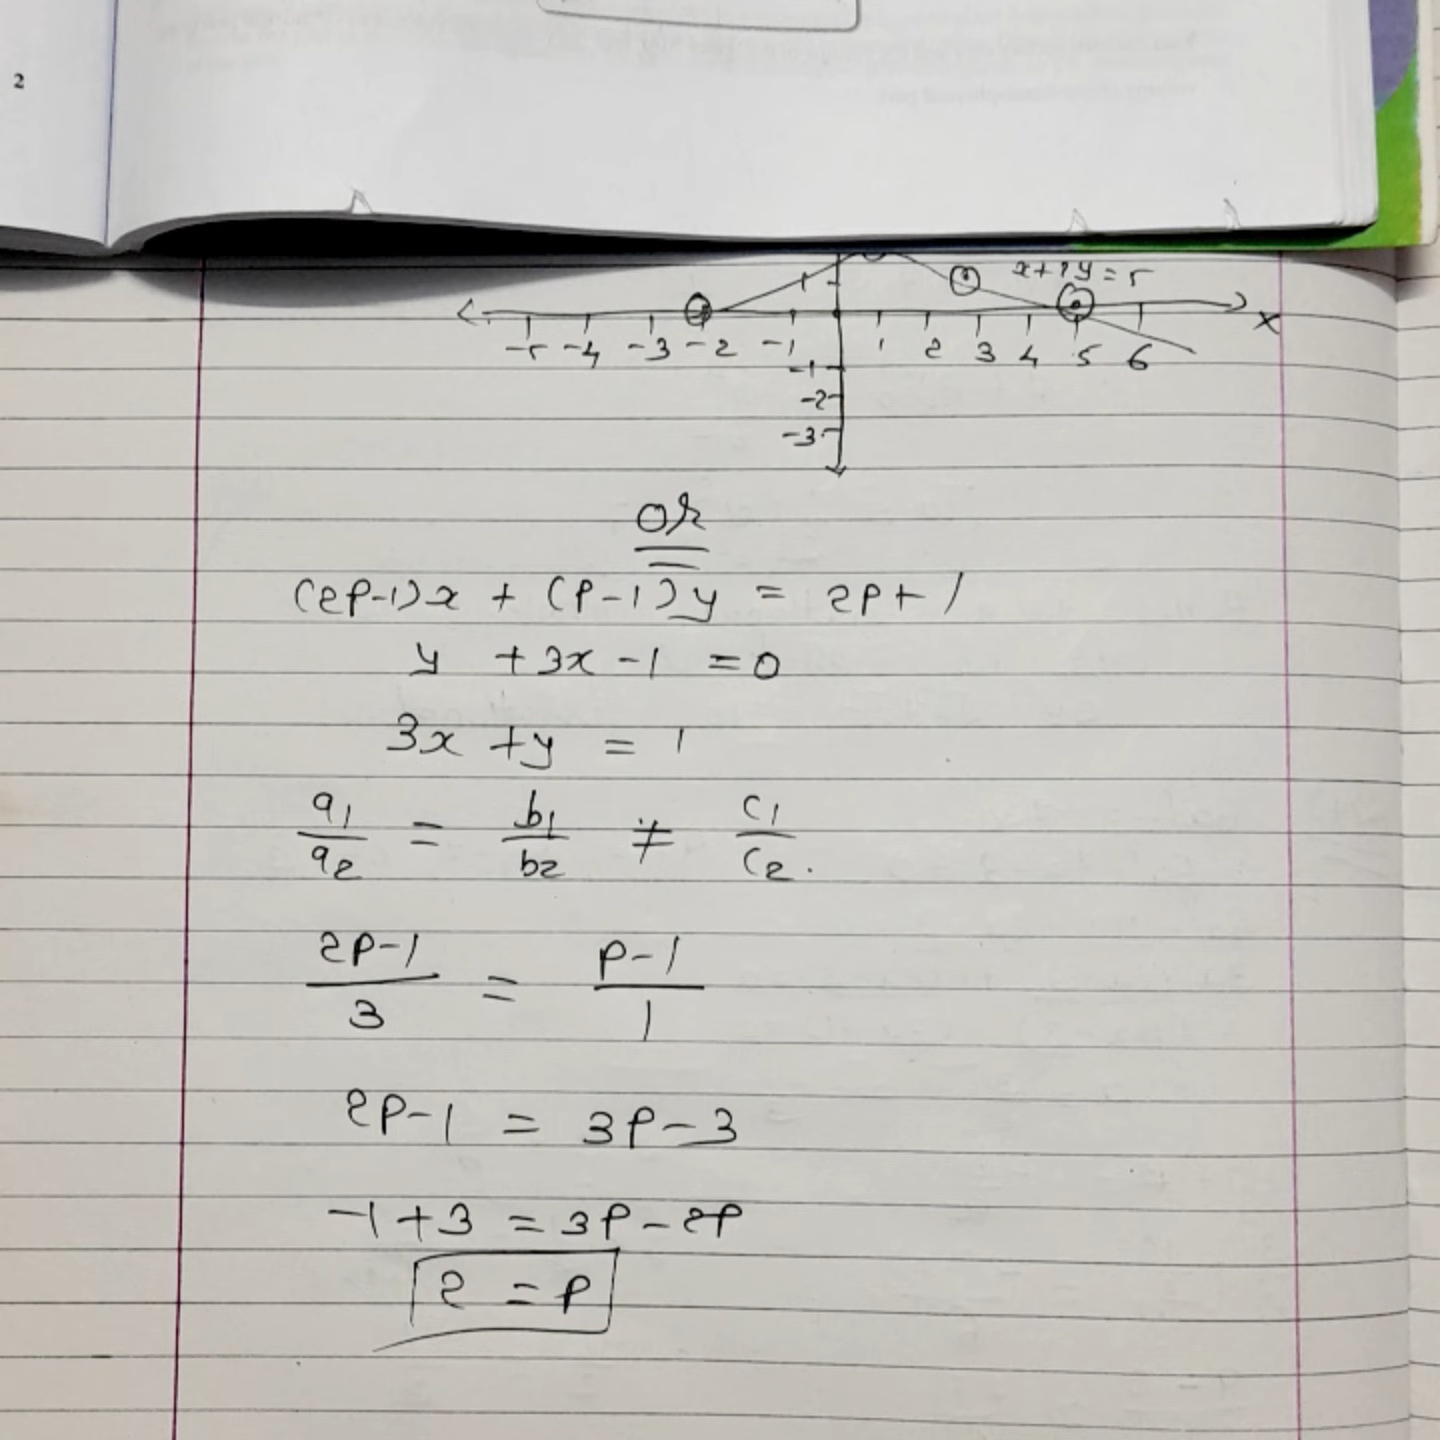 2
x+2y=5
1
x
-5 -4 -3 -2 -1 1 2 3 4 5 6
-1
-2
-3
or
(2P-1)x + (P-1)y = 2P+1
y +3x-1 =0
3x +y = 1
a1/a2 = b1/b2 ≠ c1/c2.
2P-1/3 = P-1/1
2P-1 = 3P-3
-1+3 = 3P-2P
2 = P